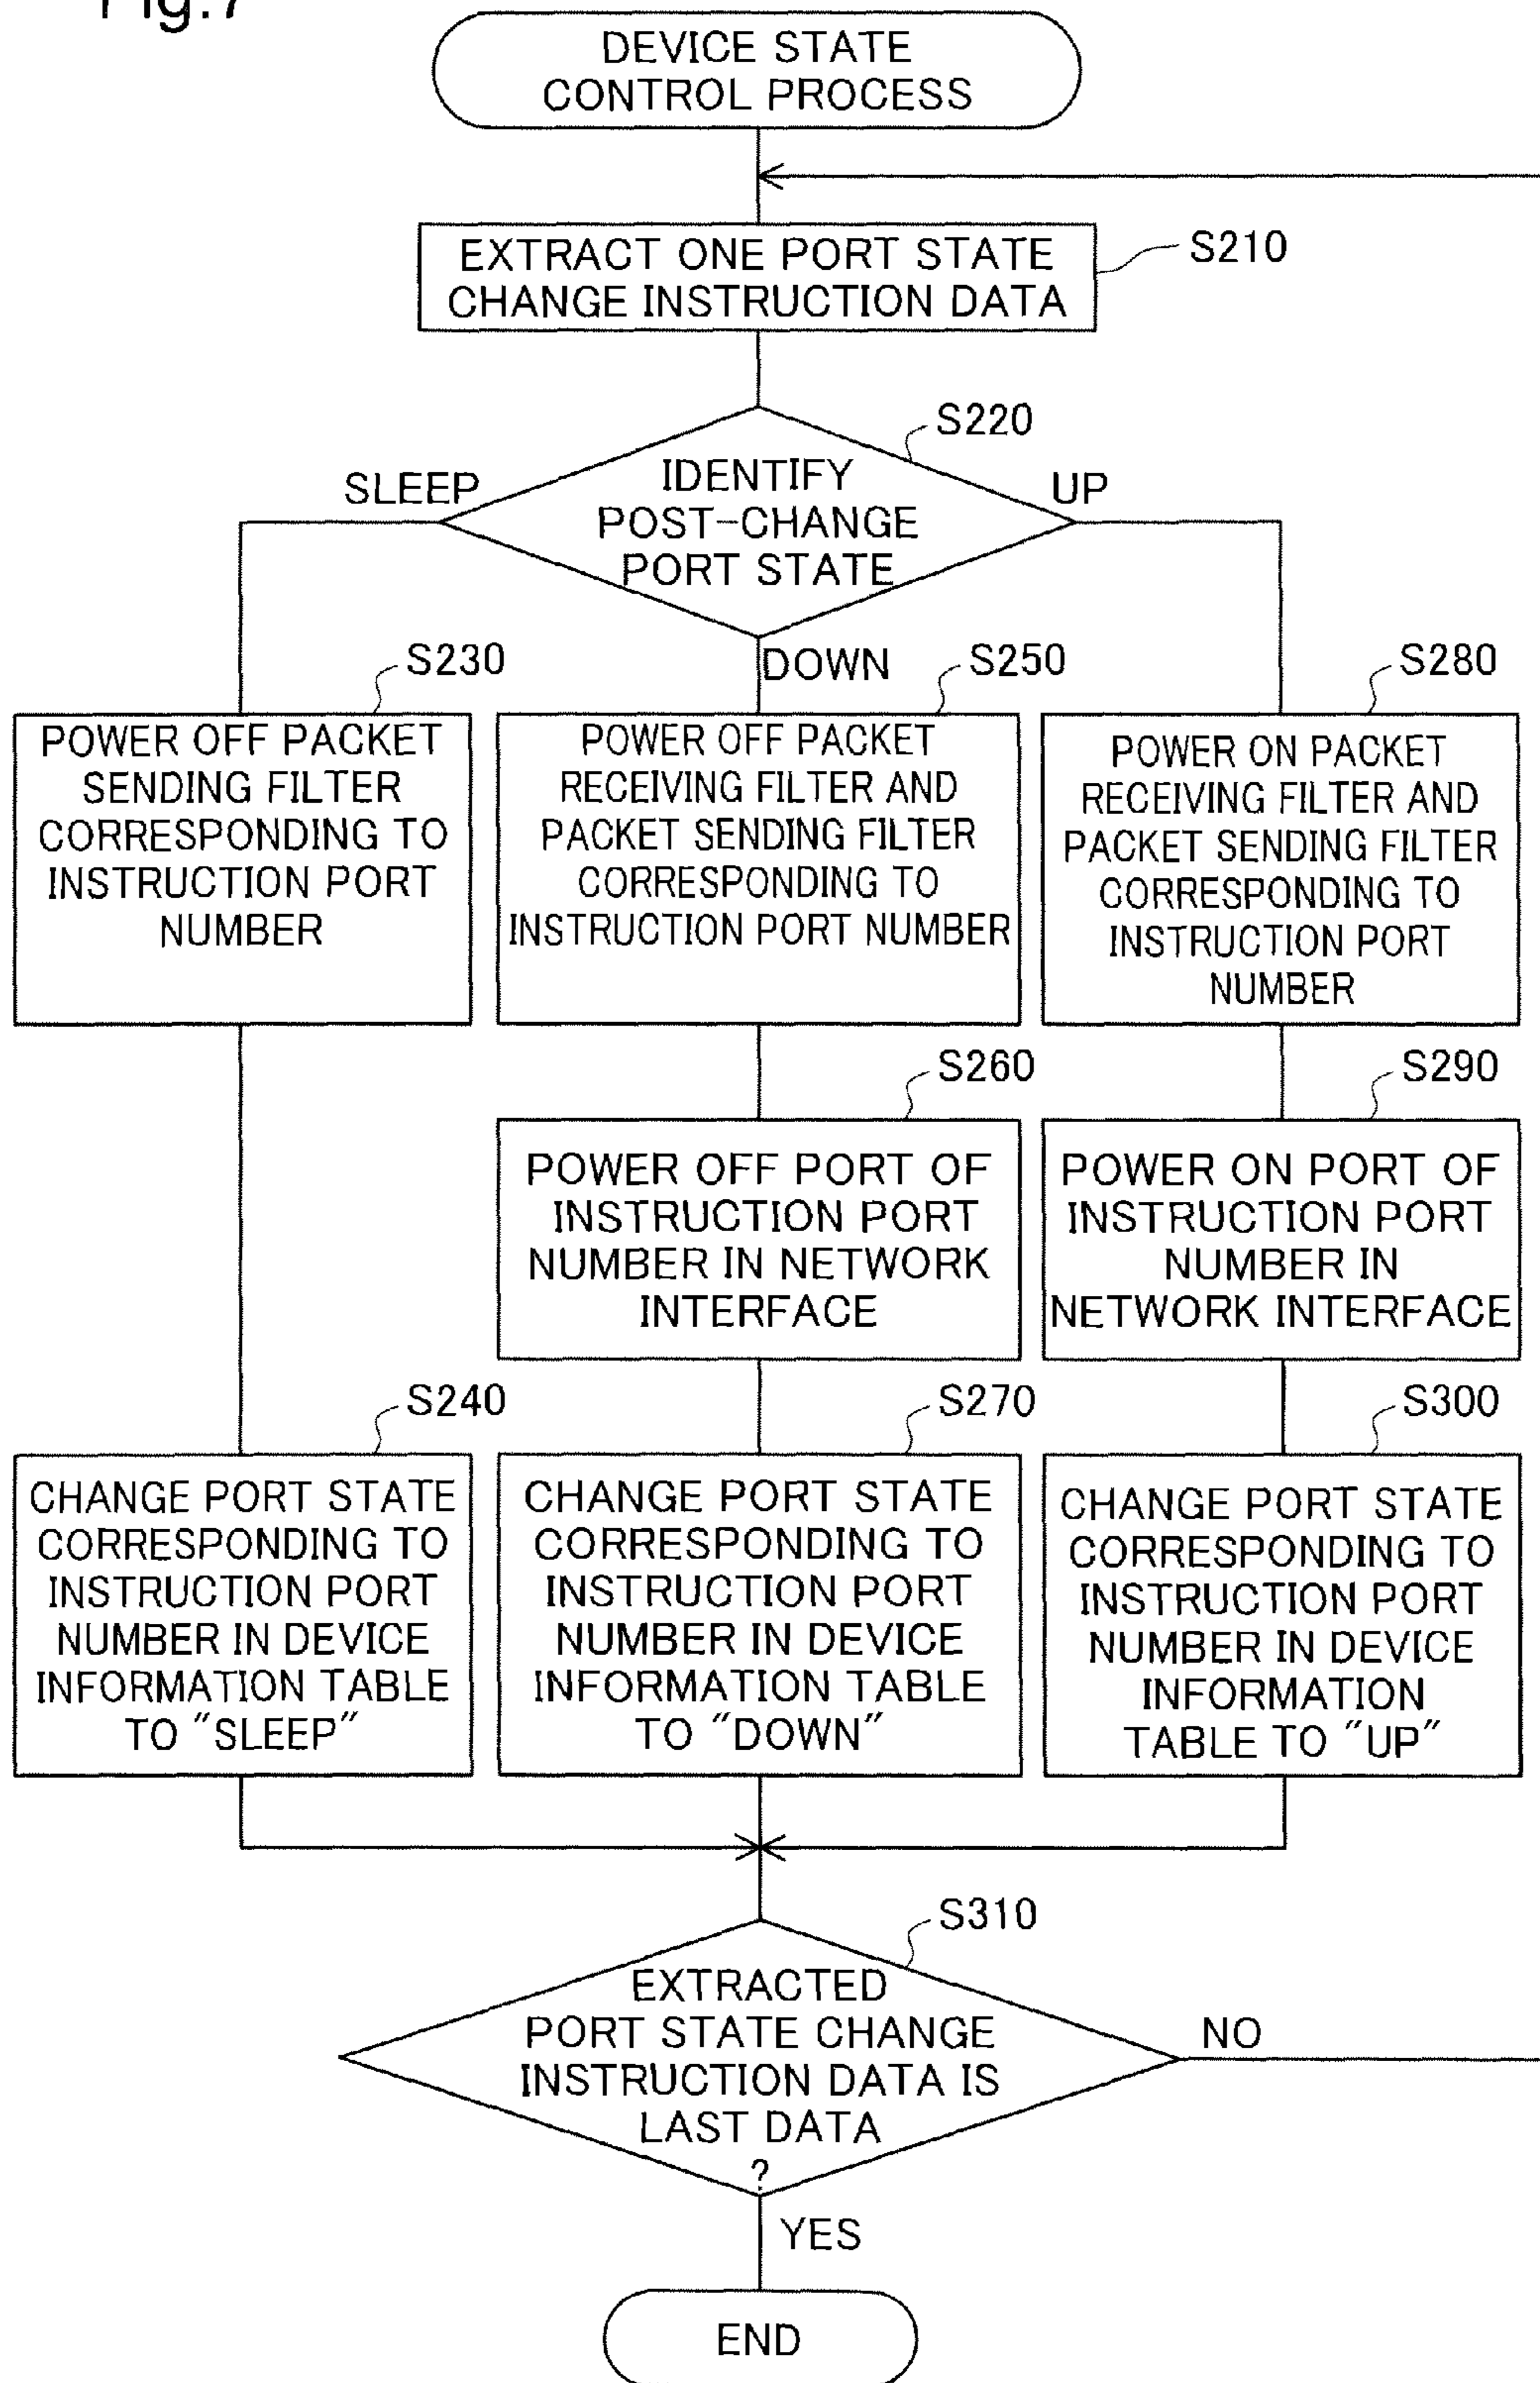 Fig.7
DEVICE STATE
CONTROL PROCESS
EXTRACT ONE PORT STATE
CHANGE INSTRUCTION DATA
S210
S220
IDENTIFY
POST-CHANGE
PORT STATE
SLEEP
UP
DOWN
S230
POWER OFF PACKET
SENDING FILTER
CORRESPONDING TO
INSTRUCTION PORT
NUMBER
S250
POWER OFF PACKET
RECEIVING FILTER AND
PACKET SENDING FILTER
CORRESPONDING TO
INSTRUCTION PORT NUMBER
S280
POWER ON PACKET
RECEIVING FILTER AND
PACKET SENDING FILTER
CORRESPONDING TO
INSTRUCTION PORT
NUMBER
S260
POWER OFF PORT OF
INSTRUCTION PORT
NUMBER IN NETWORK
INTERFACE
S290
POWER ON PORT OF
INSTRUCTION PORT
NUMBER IN
NETWORK INTERFACE
S240
CHANGE PORT STATE
CORRESPONDING TO
INSTRUCTION PORT
NUMBER IN DEVICE
INFORMATION TABLE
TO "SLEEP"
S270
CHANGE PORT STATE
CORRESPONDING TO
INSTRUCTION PORT
NUMBER IN DEVICE
INFORMATION TABLE
TO "DOWN"
S300
CHANGE PORT STATE
CORRESPONDING TO
INSTRUCTION PORT
NUMBER IN DEVICE
INFORMATION
TABLE TO "UP"
S310
EXTRACTED
PORT STATE CHANGE
INSTRUCTION DATA IS
LAST DATA
?
NO
YES
END